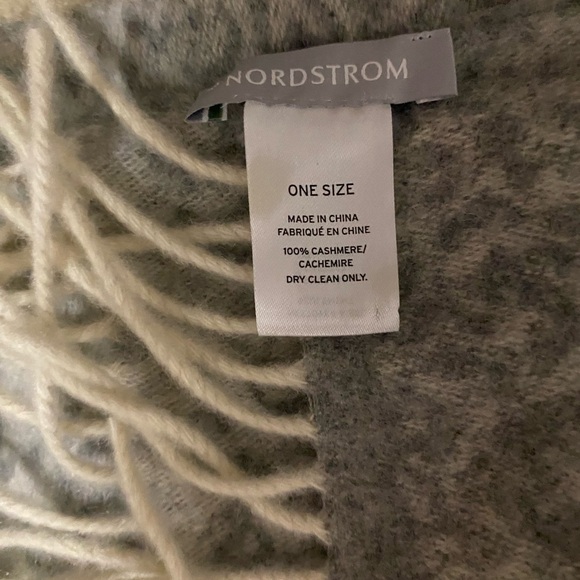 NORDSTROM
ONE SIZE
MADE IN CHINA
FABRIQUÉ EN CHINE
100% CASHMERE/
CACHEMIRE
DRY CLEAN ONLY.